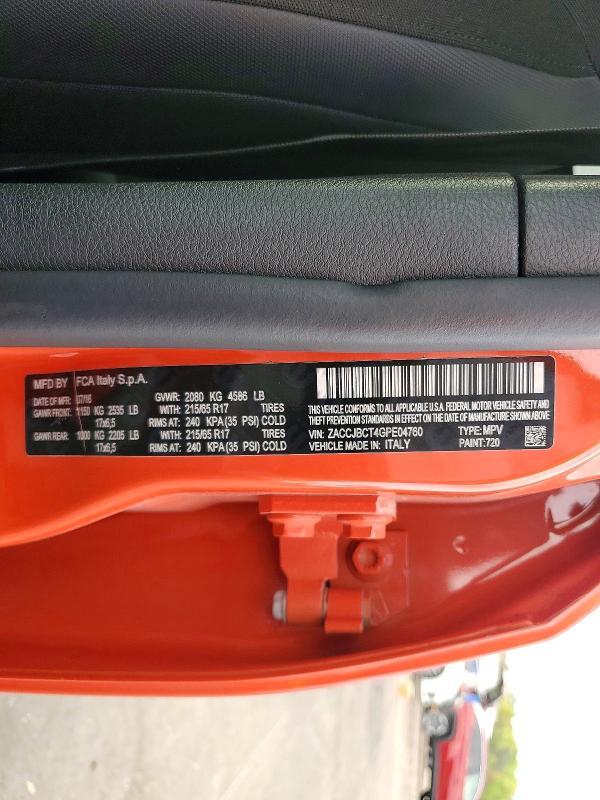 MFD BY FCA Italy S.p.A.
DATE OF MFR: 07/16 GVWR: 2080 KG 4586 LB
GAWR FRONT: 1150 KG 2535 LB WITH: 215/65 R17 TIRES
17x6,5 RIMS AT: 240 KPA (35 PSI) COLD
GAWR REAR: 1000 KG 2205 LB WITH: 215/65 R17 TIRES
17x6,5 RIMS AT: 240 KPA (35 PSI) COLD
THIS VEHICLE CONFORMS TO ALL APPLICABLE U.S.A. FEDERAL MOTOR VEHICLE SAFETY AND
THEFT PREVENTION STANDARDS IN EFFECT ON THE DATE OF MANUFACTURE SHOWN ABOVE
VIN: ZACCJBCT4GPE04760 TYPE: MPV
VEHICLE MADE IN: ITALY PAINT: 720